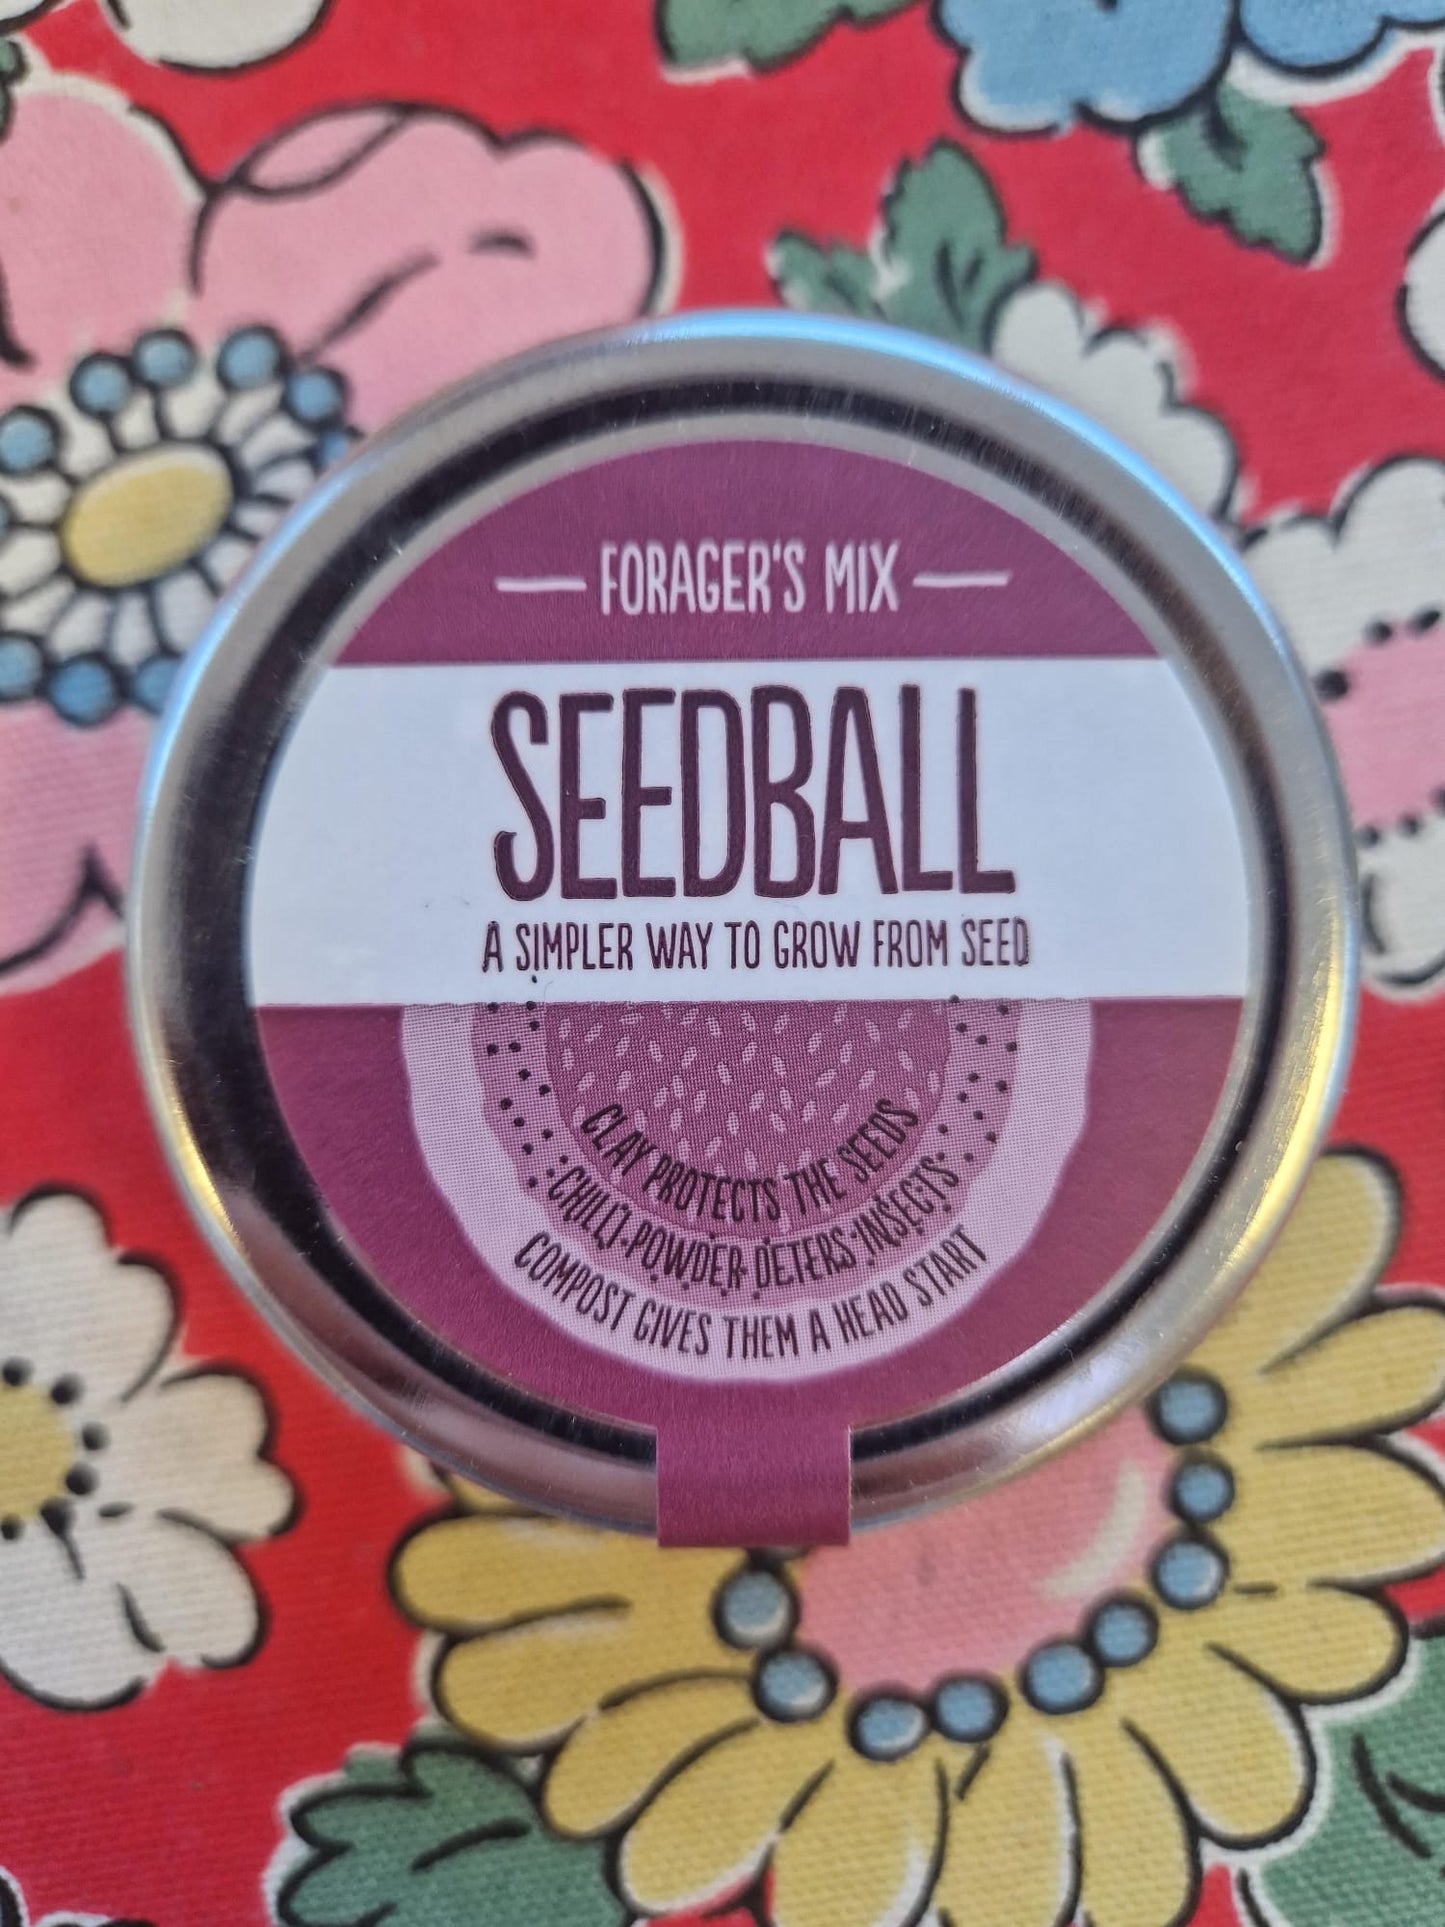 FORAGER'S MIX
SEEDBALL
A SIMPLER WAY TO GROW FROM SEED
CLAY PROTECTS THE SEEDS
CHILLI POWDER DETERS INSECTS
COMPOST GIVES THEM A HEAD START